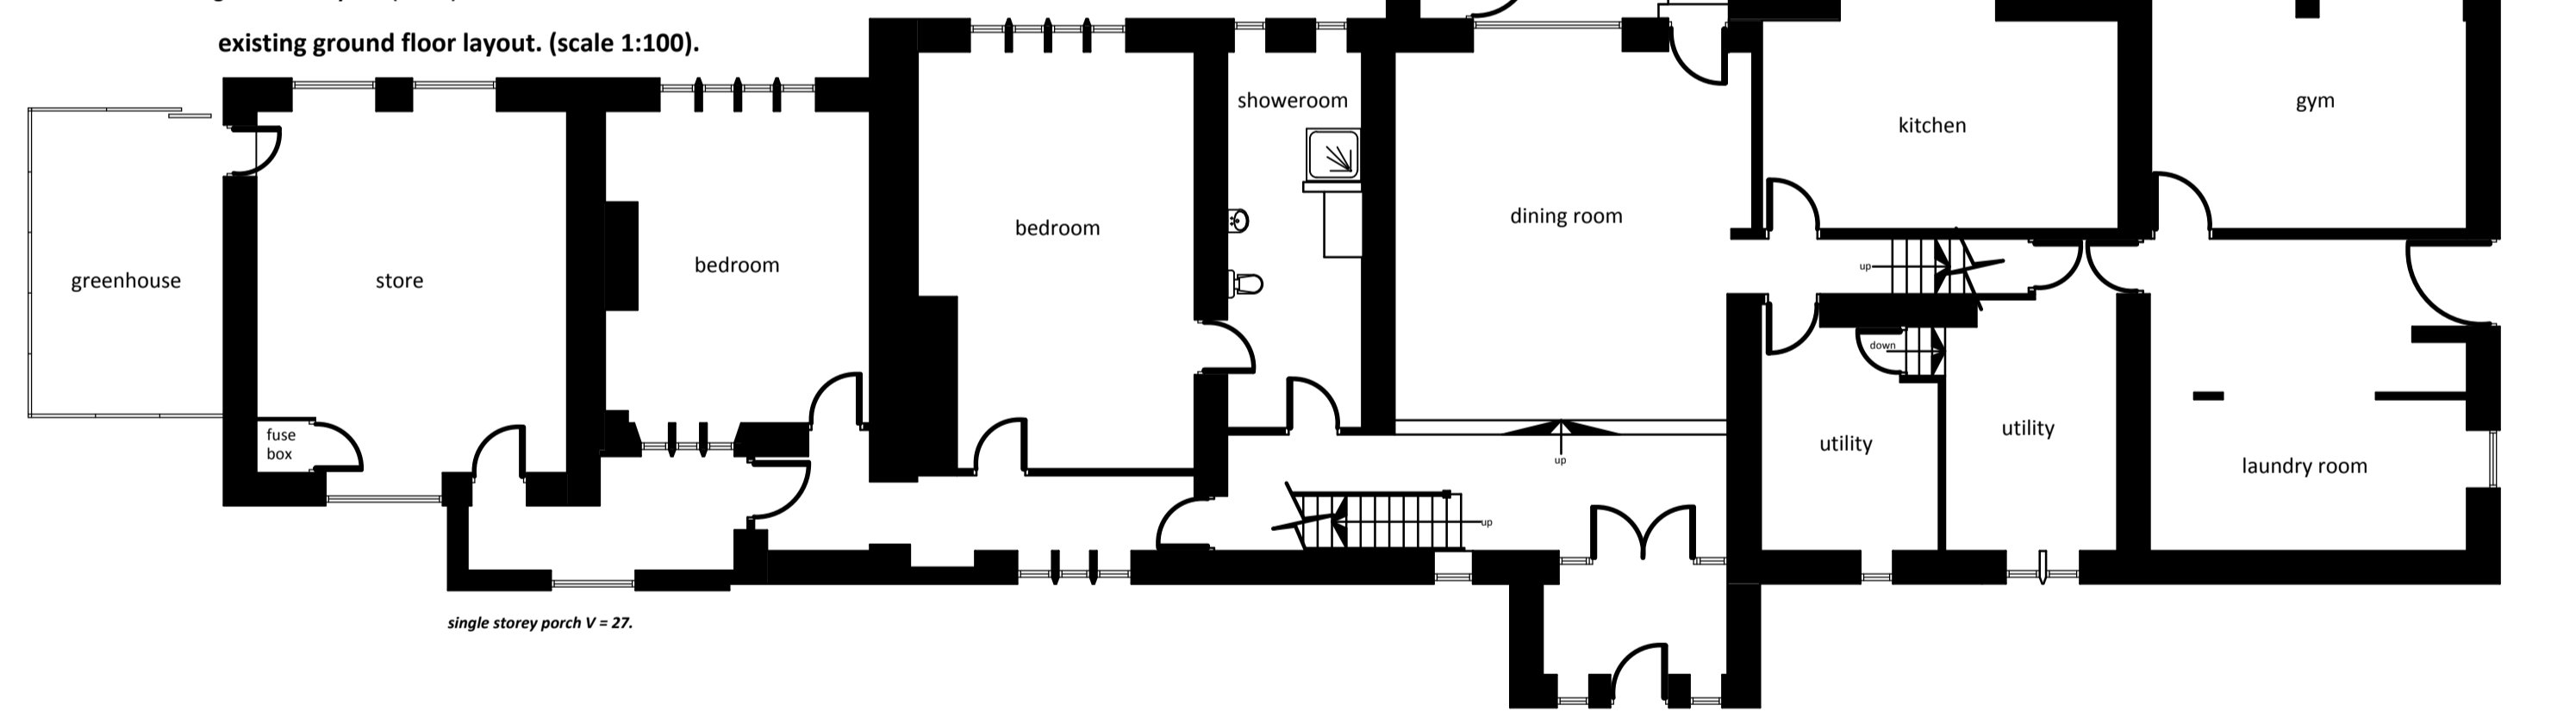 existing ground floor layout. (scale 1:100).
showeroom
gym
kitchen
dining room
bedroom
bedroom
greenhouse
store
up
down
fuse
box
utility
utility
laundry room
up
up
single storey porch V = 27.